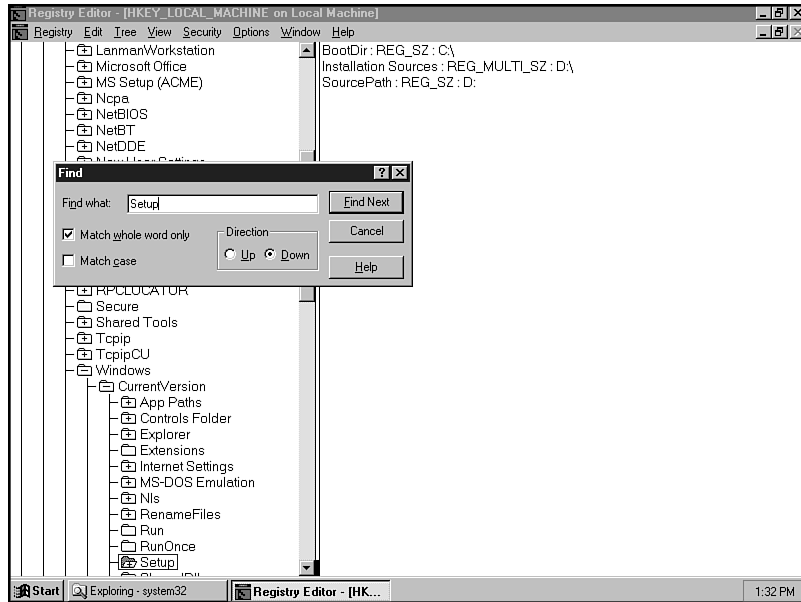 Registry Editor - [HKEY_LOCAL_MACHINE on Local Machine]
Registry Edit Tree View Security Options Window Help
LanmanWorkstation
Microsoft Office
MS Setup (ACME)
Ncpa
NetBIOS
NetBT
NetDDE
New User Settings
BootDir : REG_SZ : C:\
Installation Sources : REG_MULTI_SZ : D:\
SourcePath : REG_SZ : D:
Find
Find what: Setup
Find Next
Match whole word only
Match case
Direction
Up Down
Cancel
Help
RPCLOCATOR
Secure
Shared Tools
Tcpip
TcpipCU
Windows
CurrentVersion
App Paths
Controls Folder
Explorer
Extensions
Internet Settings
MS-DOS Emulation
Nls
RenameFiles
Run
RunOnce
Setup
Start
Exploring - system32
Registry Editor - [HK...
1:32 PM